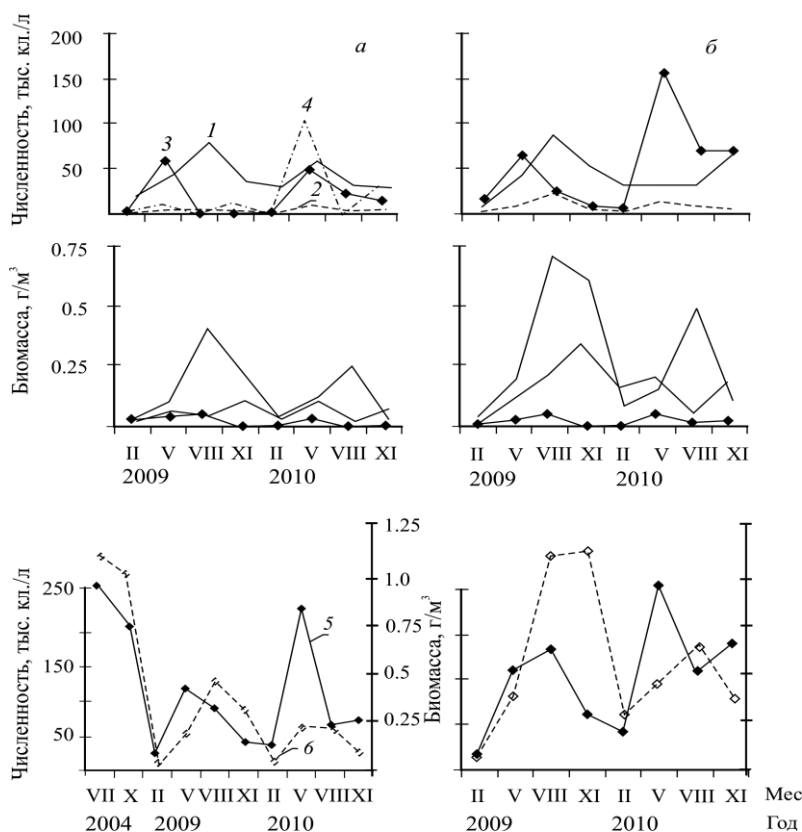 Численность, тыс. кл./л
200
150
100
50
а
1
2
3
4
б
Биомасса, г/м³
0.75
0.5
0.25
II V VIII XI II V VIII XI
2009 2010
II V VIII XI II V VIII XI
2009 2010
Численность, тыс. кл./л
250
150
50
5
6
1.25
1.0
0.75
0.5
0.25
Биомасса, г/м³
VII X II V VIII XI II V VIII XI
2004 2009 2010
II V VIII XI II V VIII XI Мес
2009 2010 Год